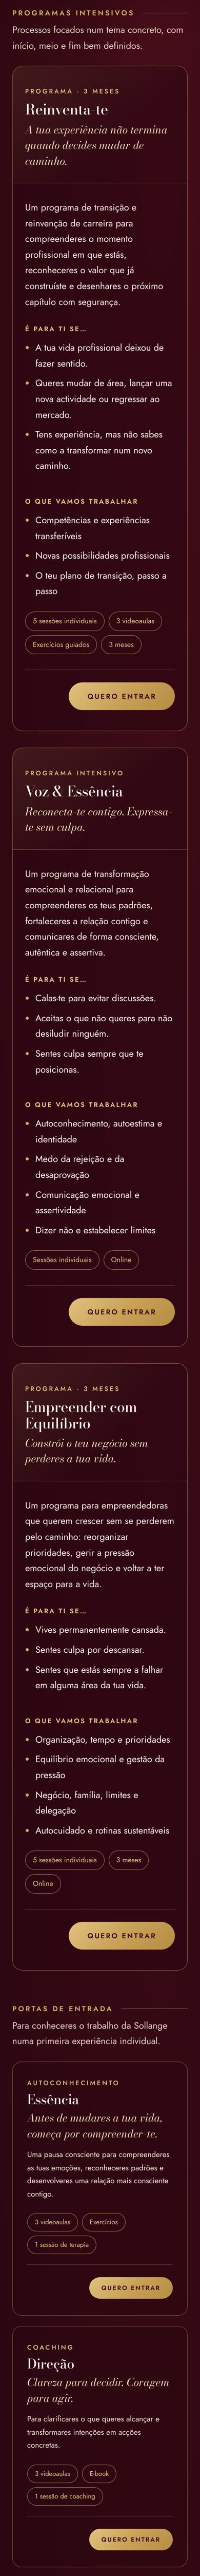 PROGRAMAS INTENSIVOS
Processos focados num tema concreto, com
início, meio e fim bem definidos.
PROGRAMA · 3 MESES
Reinventa-te
A tua experiência não termina
quando decides mudar de
caminho.
Um programa de transição e
reinvenção de carreira para
compreenderes o momento
profissional em que estás,
reconheceres o valor que já
construíste e desenhares o próximo
capítulo com segurança.
É PARA TI SE…
A tua vida profissional deixou de
fazer sentido.
Queres mudar de área, lançar uma
nova actividade ou regressar ao
mercado.
Tens experiência, mas não sabes
como a transformar num novo
caminho.
O QUE VAMOS TRABALHAR
Competências e experiências
transferíveis
Novas possibilidades profissionais
O teu plano de transição, passo a
passo
5 sessões individuais
3 videoaulas
Exercícios guiados
3 meses
QUERO ENTRAR
PROGRAMA INTENSIVO
Voz & Essência
Reconecta-te contigo. Expressa-
te sem culpa.
Um programa de transformação
emocional e relacional para
compreenderes os teus padrões,
fortaleceres a relação contigo e
comunicares de forma consciente,
autêntica e assertiva.
É PARA TI SE…
Calas-te para evitar discussões.
Aceitas o que não queres para não
desiludir ninguém.
Sentes culpa sempre que te
posicionas.
O QUE VAMOS TRABALHAR
Autoconhecimento, autoestima e
identidade
Medo da rejeição e da
desaprovação
Comunicação emocional e
assertividade
Dizer não e estabelecer limites
Sessões individuais
Online
QUERO ENTRAR
PROGRAMA · 3 MESES
Empreender com
Equilíbrio
Constrói o teu negócio sem
perderes a tua vida.
Um programa para empreendedoras
que querem crescer sem se perderem
pelo caminho: reorganizar
prioridades, gerir a pressão
emocional do negócio e voltar a ter
espaço para a vida.
É PARA TI SE…
Vives permanentemente cansada.
Sentes culpa por descansar.
Sentes que estás sempre a falhar
em alguma área da tua vida.
O QUE VAMOS TRABALHAR
Organização, tempo e prioridades
Equilíbrio emocional e gestão da
pressão
Negócio, família, limites e
delegação
Autocuidado e rotinas sustentáveis
5 sessões individuais
3 meses
Online
QUERO ENTRAR
PORTAS DE ENTRADA
Para conheceres o trabalho da Sollange
numa primeira experiência individual.
AUTOCONHECIMENTO
Essência
Antes de mudares a tua vida,
começa por compreender-te.
Uma pausa consciente para compreenderes
as tuas emoções, reconheceres padrões e
desenvolveres uma relação mais consciente
contigo.
3 videoaulas
Exercícios
1 sessão de terapia
QUERO ENTRAR
COACHING
Direção
Clareza para decidir. Coragem
para agir.
Para clarificares o que queres alcançar e
transformares intenções em acções
concretas.
3 videoaulas
E-book
1 sessão de coaching
QUERO ENTRAR